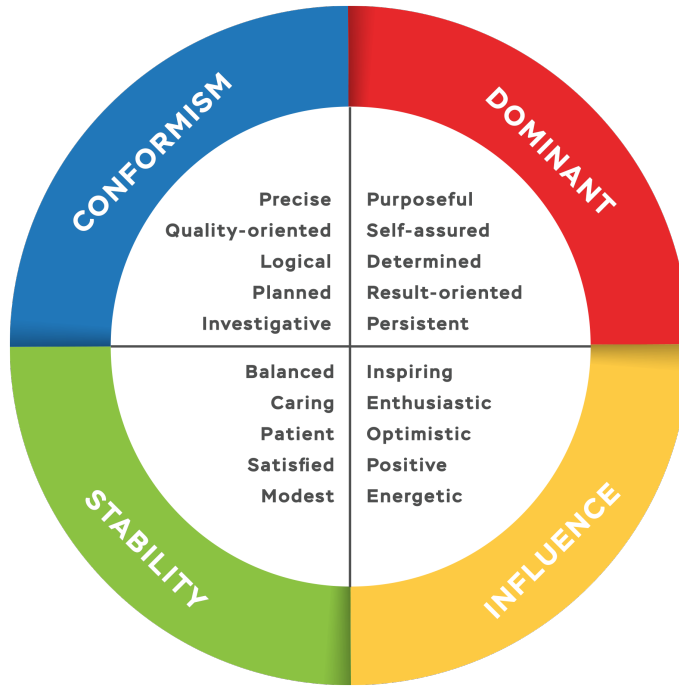 CONFORMISM
Precise
Quality-oriented
Logical
Planned
Investigative
DOMINANT
Purposeful
Self-assured
Determined
Result-oriented
Persistent
STABILITY
Balanced
Caring
Patient
Satisfied
Modest
INFLUENCE
Inspiring
Enthusiastic
Optimistic
Positive
Energetic